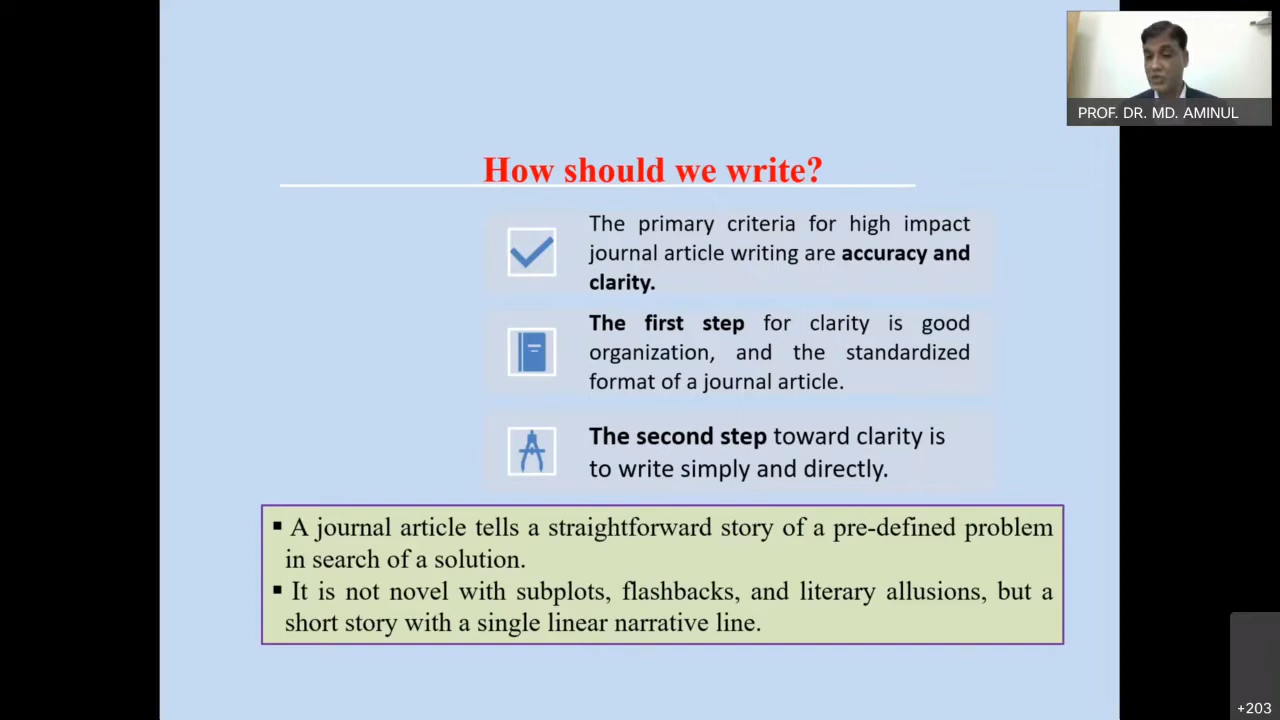 PROF. DR. MD. AMINUL
How should we write?
The primary criteria for high impact
journal article writing are accuracy and
clarity.
The first step for clarity is good
organization, and the standardized
format of a journal article.
The second step toward clarity is
to write simply and directly.
▪ A journal article tells a straightforward story of a pre-defined problem
in search of a solution.
▪ It is not novel with subplots, flashbacks, and literary allusions, but a
short story with a single linear narrative line.
+203